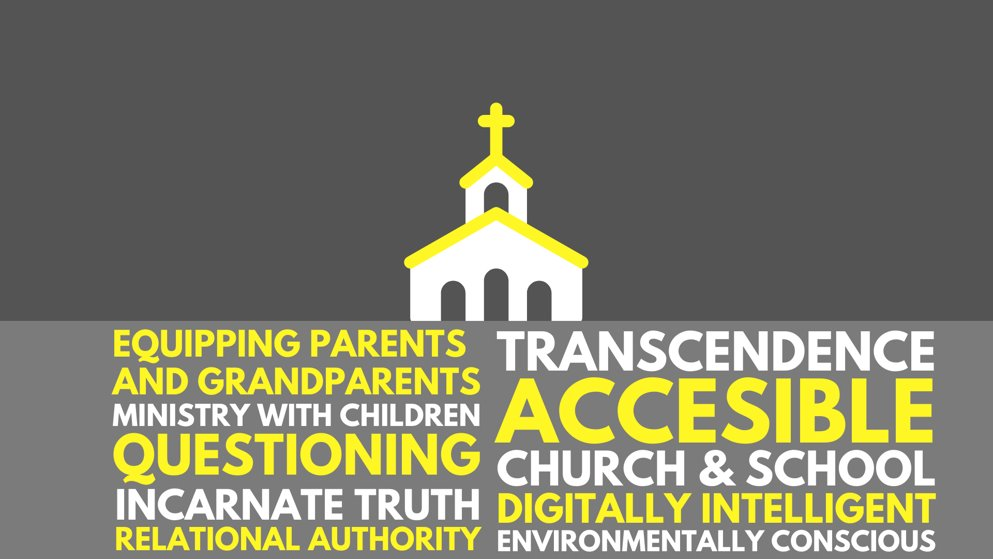 EQUIPPING PARENTS
AND GRANDPARENTS
MINISTRY WITH CHILDREN
QUESTIONING
INCARNATE TRUTH
RELATIONAL AUTHORITY
TRANSCENDENCE
ACCESIBLE
CHURCH & SCHOOL
DIGITALLY INTELLIGENT
ENVIRONMENTALLY CONSCIOUS